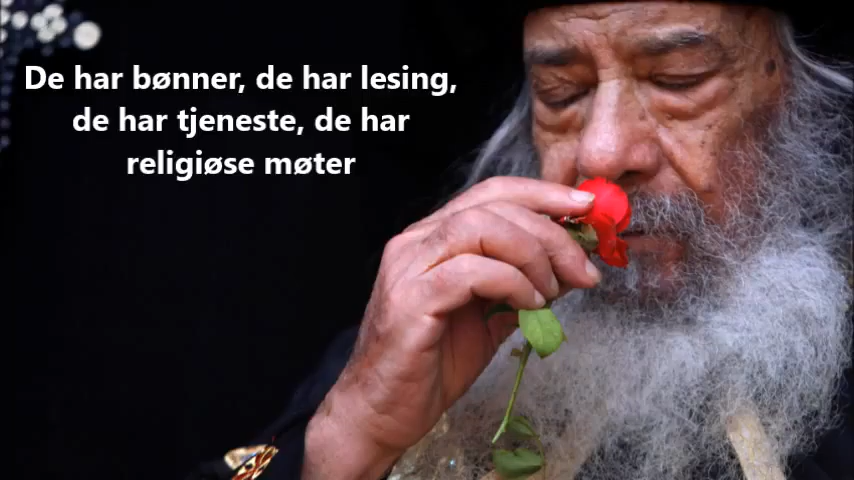 De har bønner, de har lesing,
de har tjeneste, de har
religiøse møter